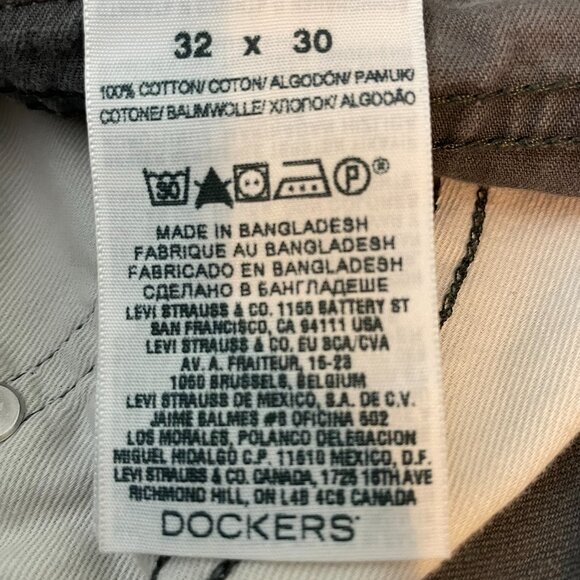 32 x 30
100% COTTON/ COTON/ ALGODÓN/ PAMUK/
COTONE/ BAUMWOLLE/ ХЛОПОК/ ALGODÃO
30 P ®
MADE IN BANGLADESH
FABRIQUE AU BANGLADESH
FABRICADO EN BANGLADESH
СДЕЛАНО В БАНГЛАДЕШЕ
LEVI STRAUSS & CO. 1155 BATTERY ST
SAN FRANCISCO, CA 94111 USA
LEVI STRAUSS & CO. EU BCA/CVA
AV. A. FRAITEUR, 15-23
1050 BRUSSELS, BELGIUM
LEVI STRAUSS DE MEXICO, S.A. DE C.V.
JAIME BALMES #8 OFICINA 602
LOS MORALES, POLANCO DELEGACION
MIGUEL HIDALGO C.P. 11510 MEXICO, D.F.
LEVI STRAUSS & CO. CANADA, 1725 16TH AVE
RICHMOND HILL, ON L4B 4C6 CANADA
DOCKERS